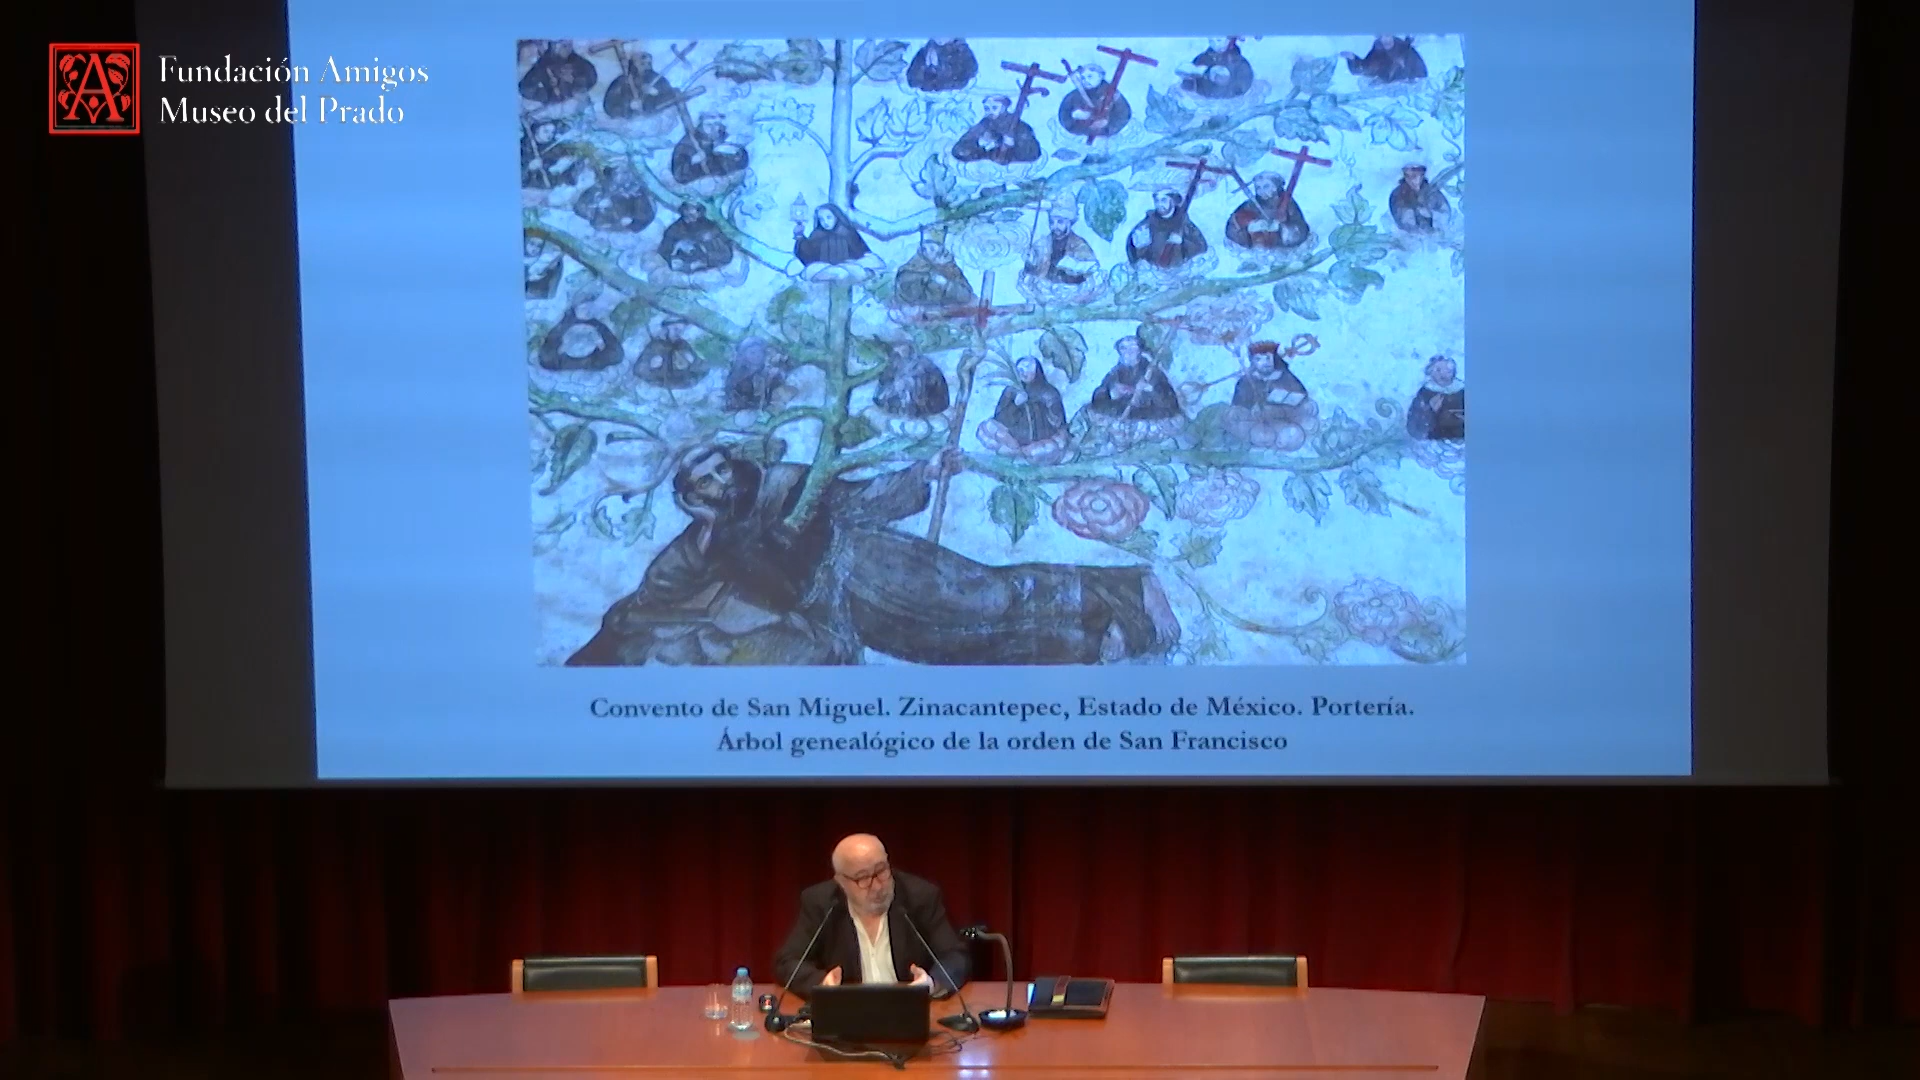 Fundación Amigos
Museo del Prado
Convento de San Miguel. Zinacantepec, Estado de México. Portería.
Árbol genealógico de la orden de San Francisco